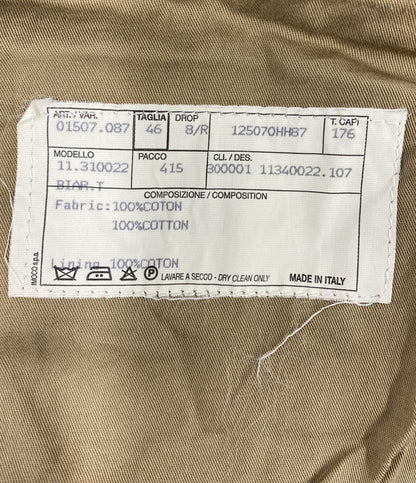 ART./ VAR. TAGLIA DROP T. CAPI
01507.087 46 8/R 125070HH87 176
MODELLO PACCO CLI. / DES.
11.310022 415 300001 11340022.107
BIAR.T
COMPOSIZIONE / COMPOSITION
Fabric:100%COTON
100%COTTON
Lining 100%COTON
P LAVARE A SECCO - DRY CLEAN ONLY MADE IN ITALY
IMOCO s.p.a.